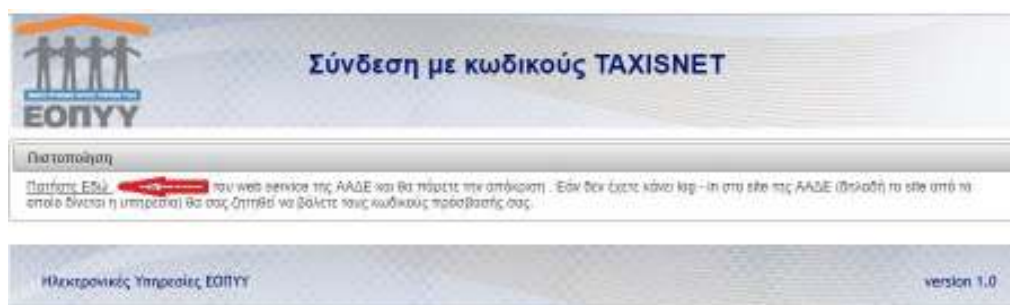 Σύνδεση με κωδικούς TAXISNET
ΕΟΠΥΥ
Πιστοποίηση
Πατήστε Εδώ του web service της ΑΑΔΕ και θα πάρετε την απόκριση . Εάν δεν έχετε κάνει log - in στο site της ΑΑΔΕ (δηλαδή το site από το
οποίο δίνεται η υπηρεσία) θα σας ζητηθεί να βάλετε τους κωδικούς πρόσβασής σας.
Ηλεκτρονικές Υπηρεσίες ΕΟΠΥΥ
version 1.0